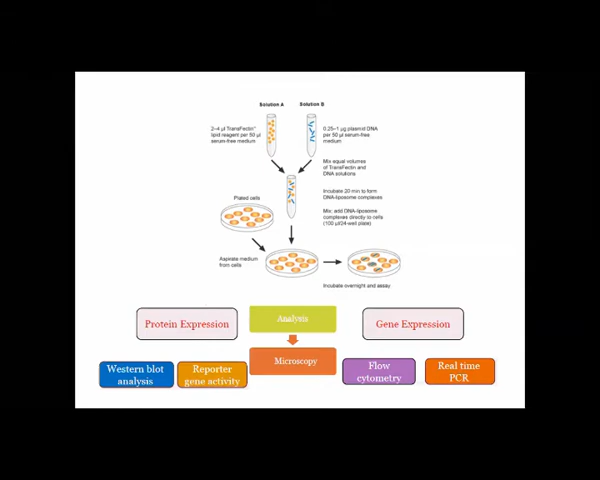 Solution A
Solution B
2–4 µl TransFectin™
lipid reagent per 50 µl
serum-free medium
0.25–1 µg plasmid DNA
per 50 µl serum-free
medium
Mix equal volumes
of TransFectin and
DNA solutions
Incubate 20 min to form
DNA-liposome complexes
Plated cells
Mix; add DNA-liposome
complexes directly to cells
(100 µl/24-well plate)
Aspirate medium
from cells
Incubate overnight and assay
Protein Expression
Analysis
Gene Expression
Microscopy
Western blot
analysis
Reporter
gene activity
Flow
cytometry
Real time
PCR